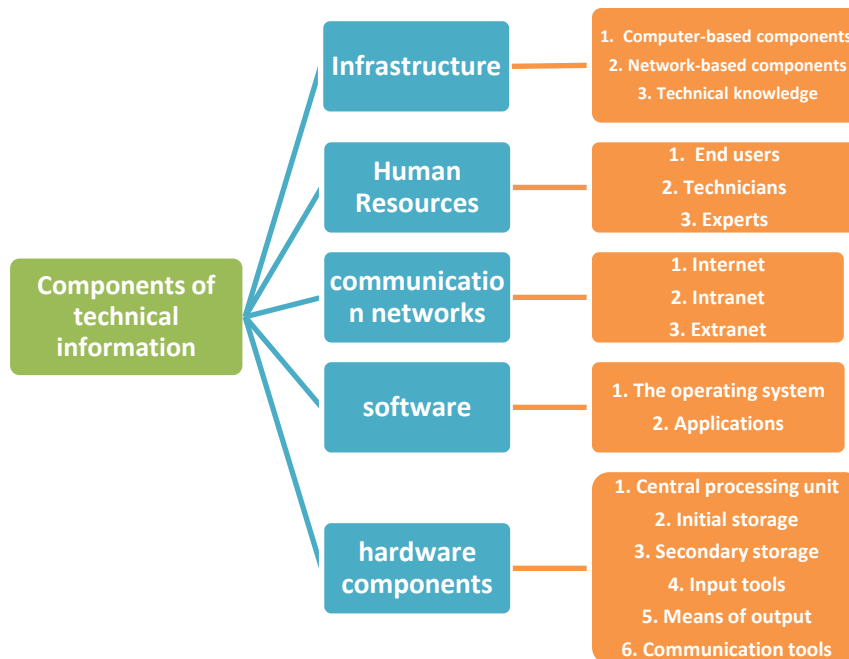 Components of
technical
information
Infrastructure
1. Computer-based components
2. Network-based components
3. Technical knowledge
Human
Resources
1. End users
2. Technicians
3. Experts
communicatio
n networks
1. Internet
2. Intranet
3. Extranet
software
1. The operating system
2. Applications
hardware
components
1. Central processing unit
2. Initial storage
3. Secondary storage
4. Input tools
5. Means of output
6. Communication tools